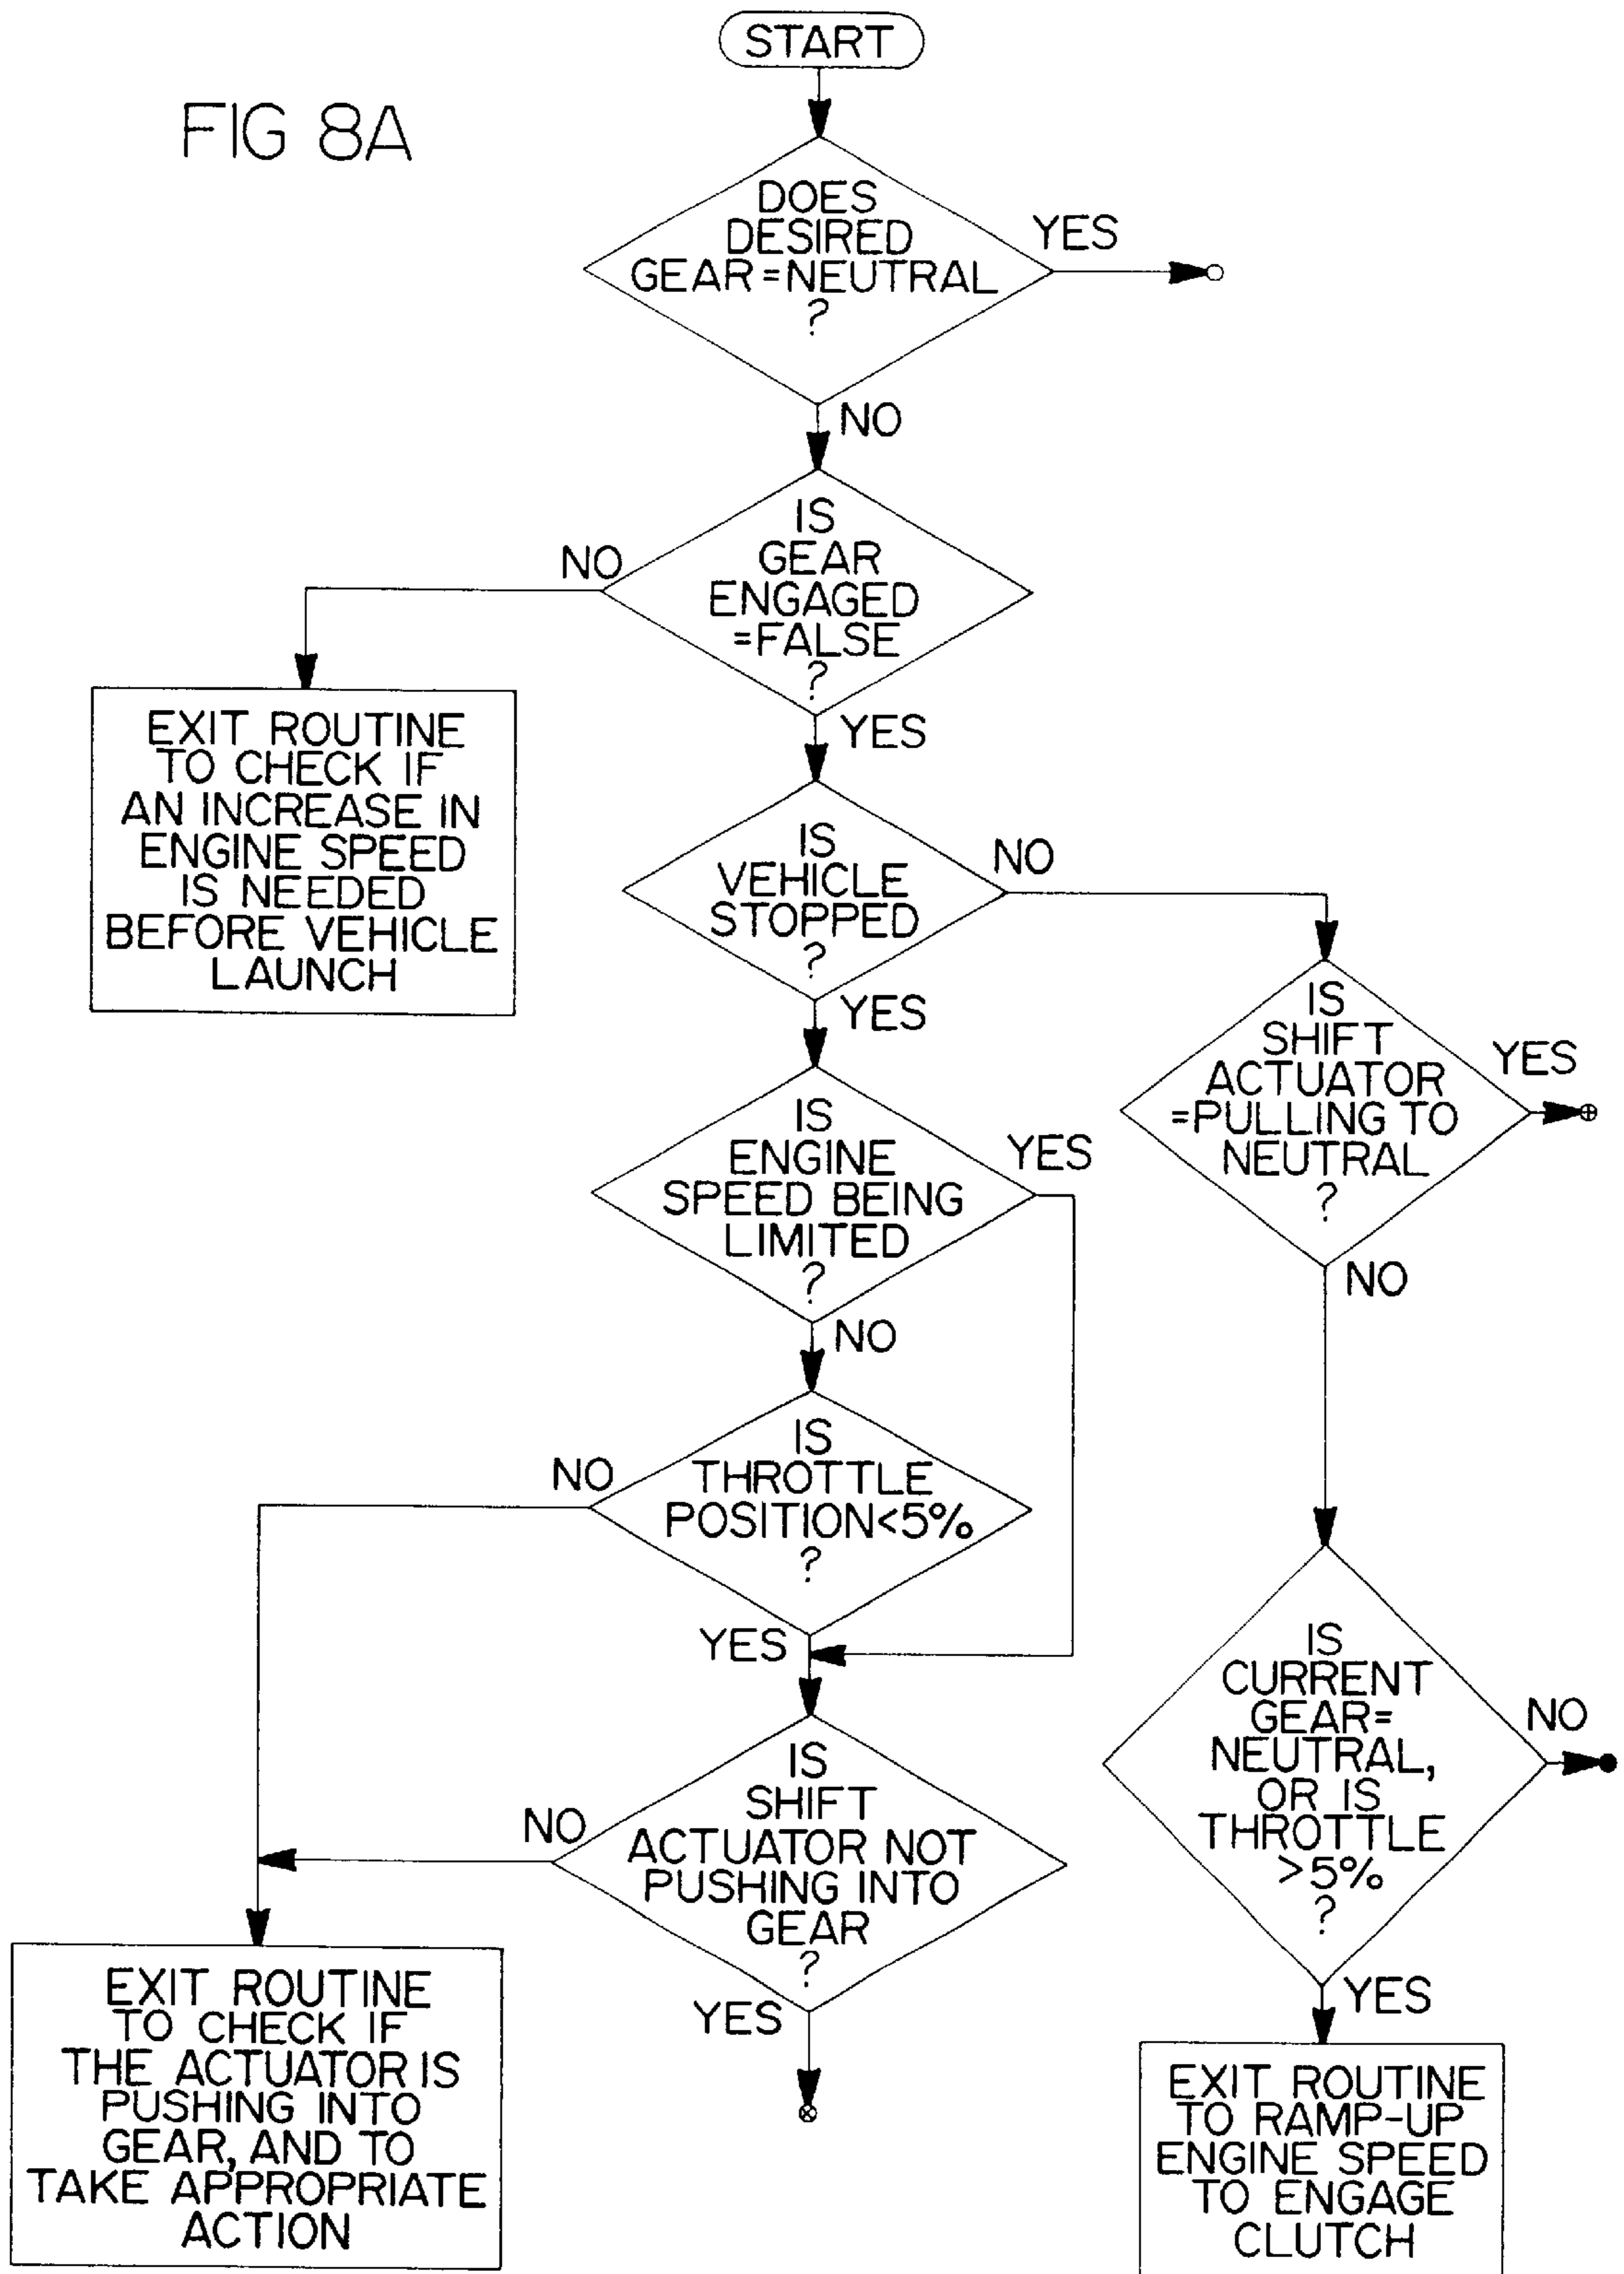 START
FIG 8A
DOES
DESIRED
GEAR=NEUTRAL
?
YES
NO
IS
GEAR
ENGAGED
=FALSE
?
NO
YES
EXIT ROUTINE
TO CHECK IF
AN INCREASE IN
ENGINE SPEED
IS NEEDED
BEFORE VEHICLE
LAUNCH
IS
VEHICLE
STOPPED
?
NO
YES
IS
SHIFT
ACTUATOR
=PULLING TO
NEUTRAL
?
YES
NO
IS
ENGINE
SPEED BEING
LIMITED
?
YES
NO
IS
THROTTLE
POSITION<5%
?
NO
YES
IS
CURRENT
GEAR=
NEUTRAL,
OR IS
THROTTLE
>5%
?
NO
YES
IS
SHIFT
ACTUATOR NOT
PUSHING INTO
GEAR
?
NO
YES
EXIT ROUTINE
TO CHECK IF
THE ACTUATOR IS
PUSHING INTO
GEAR, AND TO
TAKE APPROPRIATE
ACTION
EXIT ROUTINE
TO RAMP-UP
ENGINE SPEED
TO ENGAGE
CLUTCH